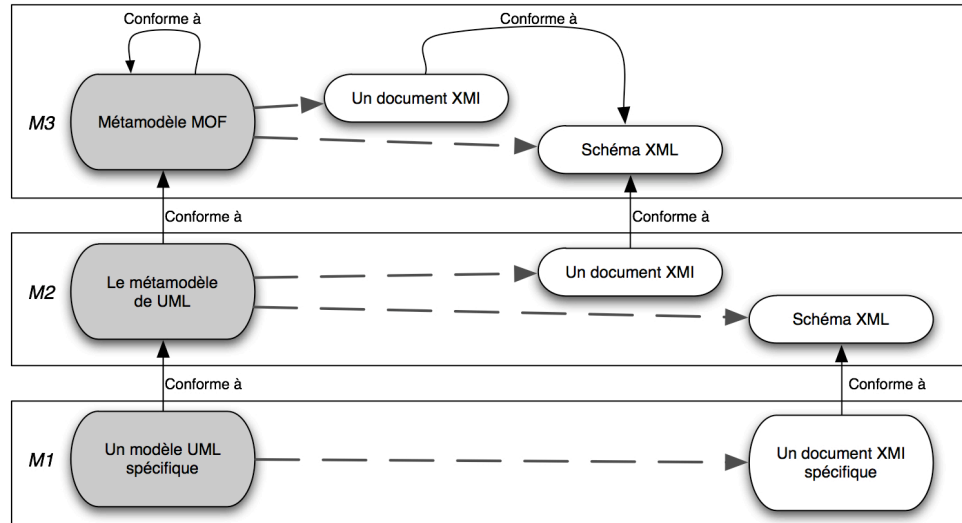 Conforme à
M3
Métamodèle MOF
Un document XMI
Schéma XML
Conforme à
Conforme à
M2
Le métamodèle
de UML
Un document XMI
Schéma XML
Conforme à
Conforme à
M1
Un modèle UML
spécifique
Un document XMI
spécifique
Conforme à